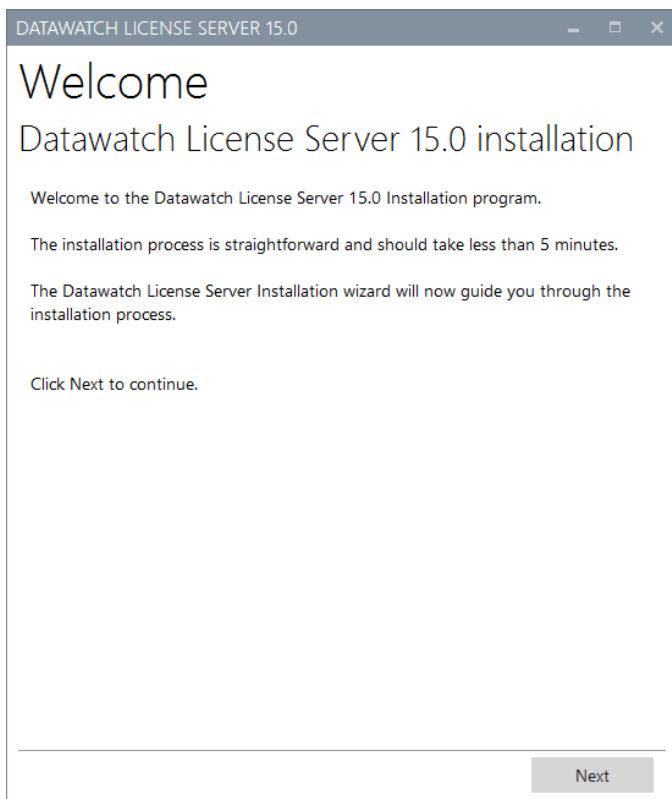 DATAWATCH LICENSE SERVER 15.0
Welcome
Datawatch License Server 15.0 installation
Welcome to the Datawatch License Server 15.0 Installation program.
The installation process is straightforward and should take less than 5 minutes.
The Datawatch License Server Installation wizard will now guide you through the
installation process.
Click Next to continue.
Next